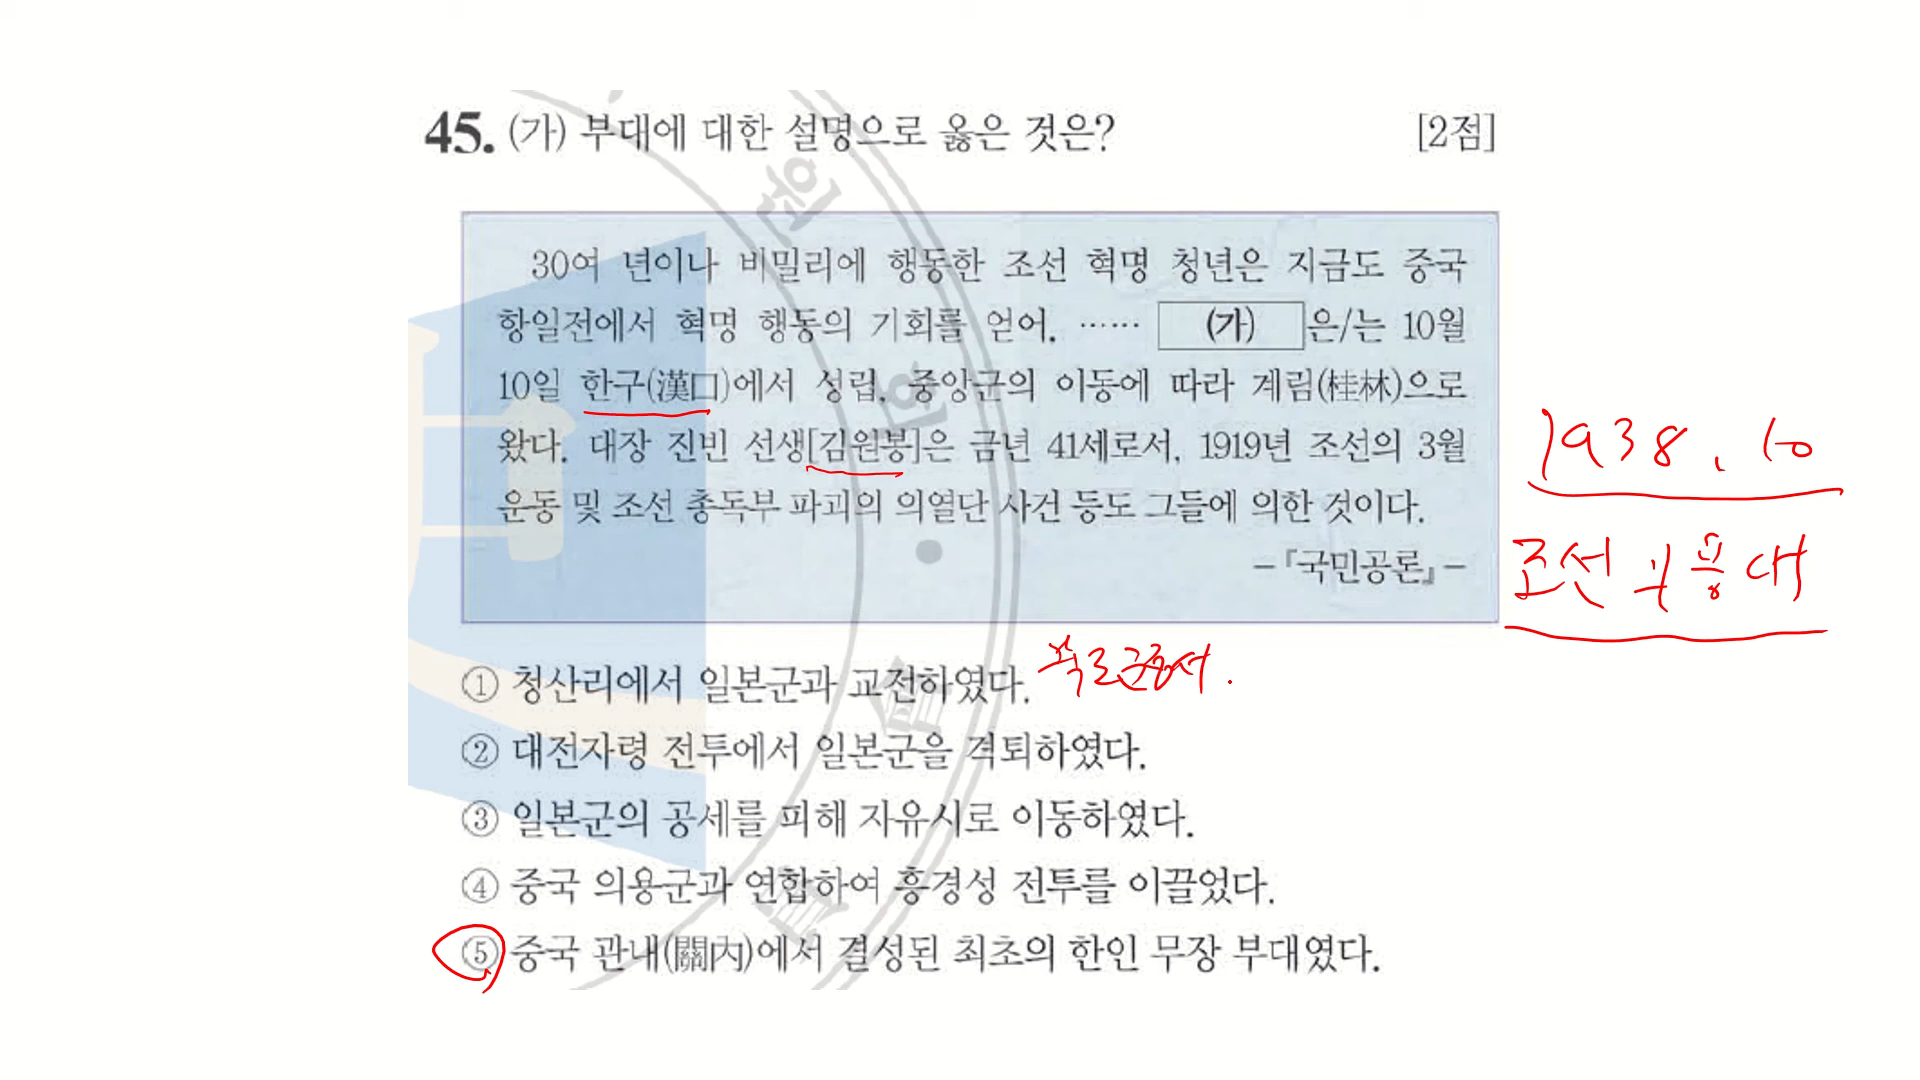 45. (가) 부대에 대한 설명으로 옳은 것은? [2점]
30여 년이나 비밀리에 행동한 조선 혁명 청년은 지금도 중국
항일전에서 혁명 행동의 기회를 얻어. …… (가) 은/는 10월
10일 한구(漢口)에서 성립, 중앙군의 이동에 따라 계림(桂林)으로
왔다. 대장 진빈 선생[김원봉]은 금년 41세로서, 1919년 조선의 3월
운동 및 조선 총독부 파괴의 의열단 사건 등도 그들에 의한 것이다.
-『국민공론』-
1938. 10
조선
① 청산리에서 일본군과 교전하였다.
② 대전자령 전투에서 일본군을 격퇴하였다.
③ 일본군의 공세를 피해 자유시로 이동하였다.
④ 중국 의용군과 연합하여 흥경성 전투를 이끌었다.
⑤ 중국 관내(關內)에서 결성된 최초의 한인 무장 부대였다.